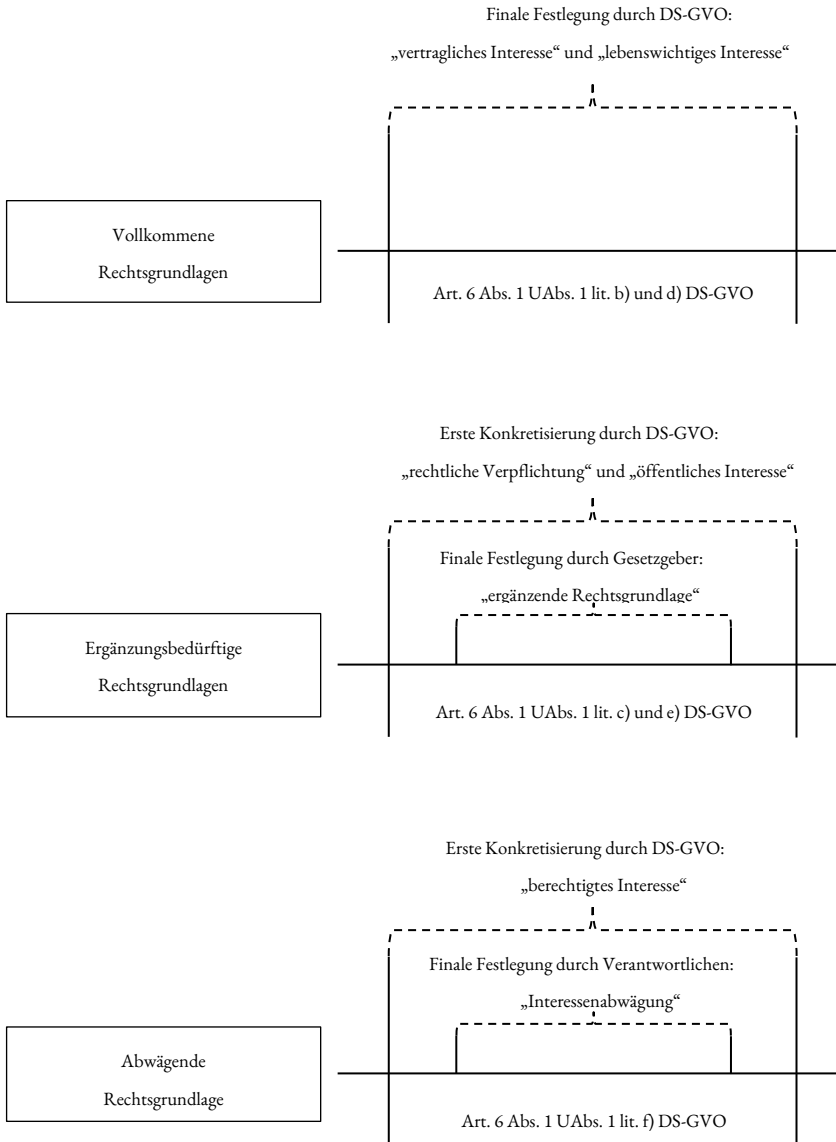 Finale Festlegung durch DS-GVO:
„vertragliches Interesse“ und „lebenswichtiges Interesse“
Vollkommene
Rechtsgrundlagen
Art. 6 Abs. 1 UAbs. 1 lit. b) und d) DS-GVO
Erste Konkretisierung durch DS-GVO:
„rechtliche Verpflichtung“ und „öffentliches Interesse“
Finale Festlegung durch Gesetzgeber:
„ergänzende Rechtsgrundlage“
Ergänzungsbedürftige
Rechtsgrundlagen
Art. 6 Abs. 1 UAbs. 1 lit. c) und e) DS-GVO
Erste Konkretisierung durch DS-GVO:
„berechtigtes Interesse“
Finale Festlegung durch Verantwortlichen:
„Interessenabwägung“
Abwägende
Rechtsgrundlage
Art. 6 Abs. 1 UAbs. 1 lit. f) DS-GVO